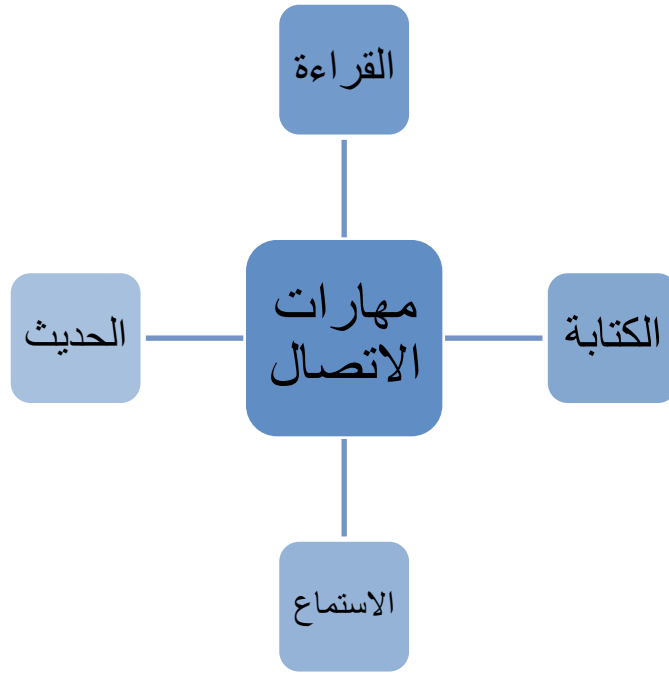 القراءة
مهارات
الاتصال
الكتابة
الحديث
الاستماع